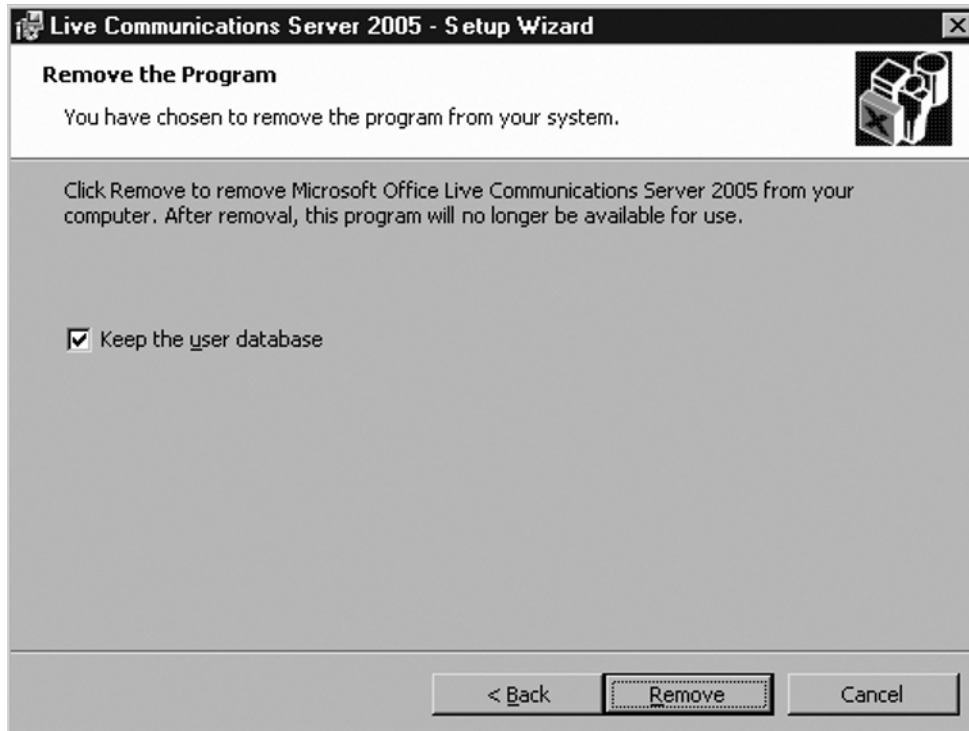 Live Communications Server 2005 - Setup Wizard
Remove the Program
You have chosen to remove the program from your system.
Click Remove to remove Microsoft Office Live Communications Server 2005 from your
computer. After removal, this program will no longer be available for use.
Keep the user database
< Back
Remove
Cancel